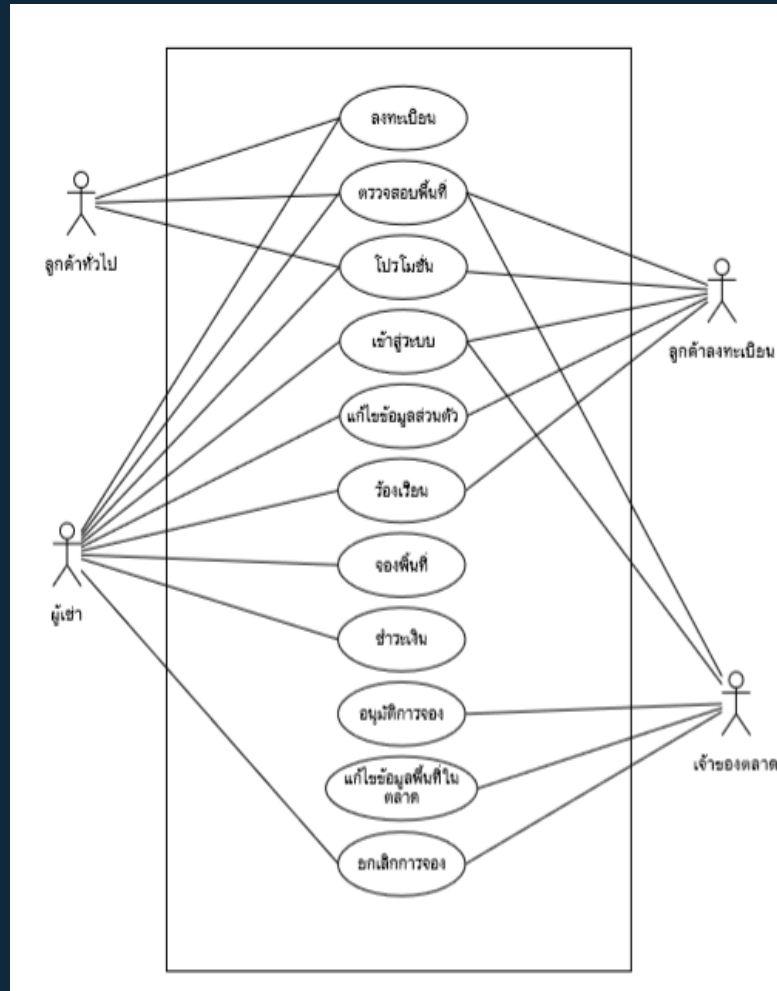 ลงทะเบียน
ตรวจสอบพื้นที่
ลูกค้าทั่วไป
โปรโมชั่น
เข้าสู่ระบบ
ลูกค้าลงทะเบียน
แก้ไขข้อมูลส่วนตัว
ร้องเรียน
จองพื้นที่
ผู้เช่า
ชำระเงิน
อนุมัติการจอง
เจ้าของตลาด
แก้ไขข้อมูลพื้นที่ใน
ตลาด
ยกเลิกการจอง